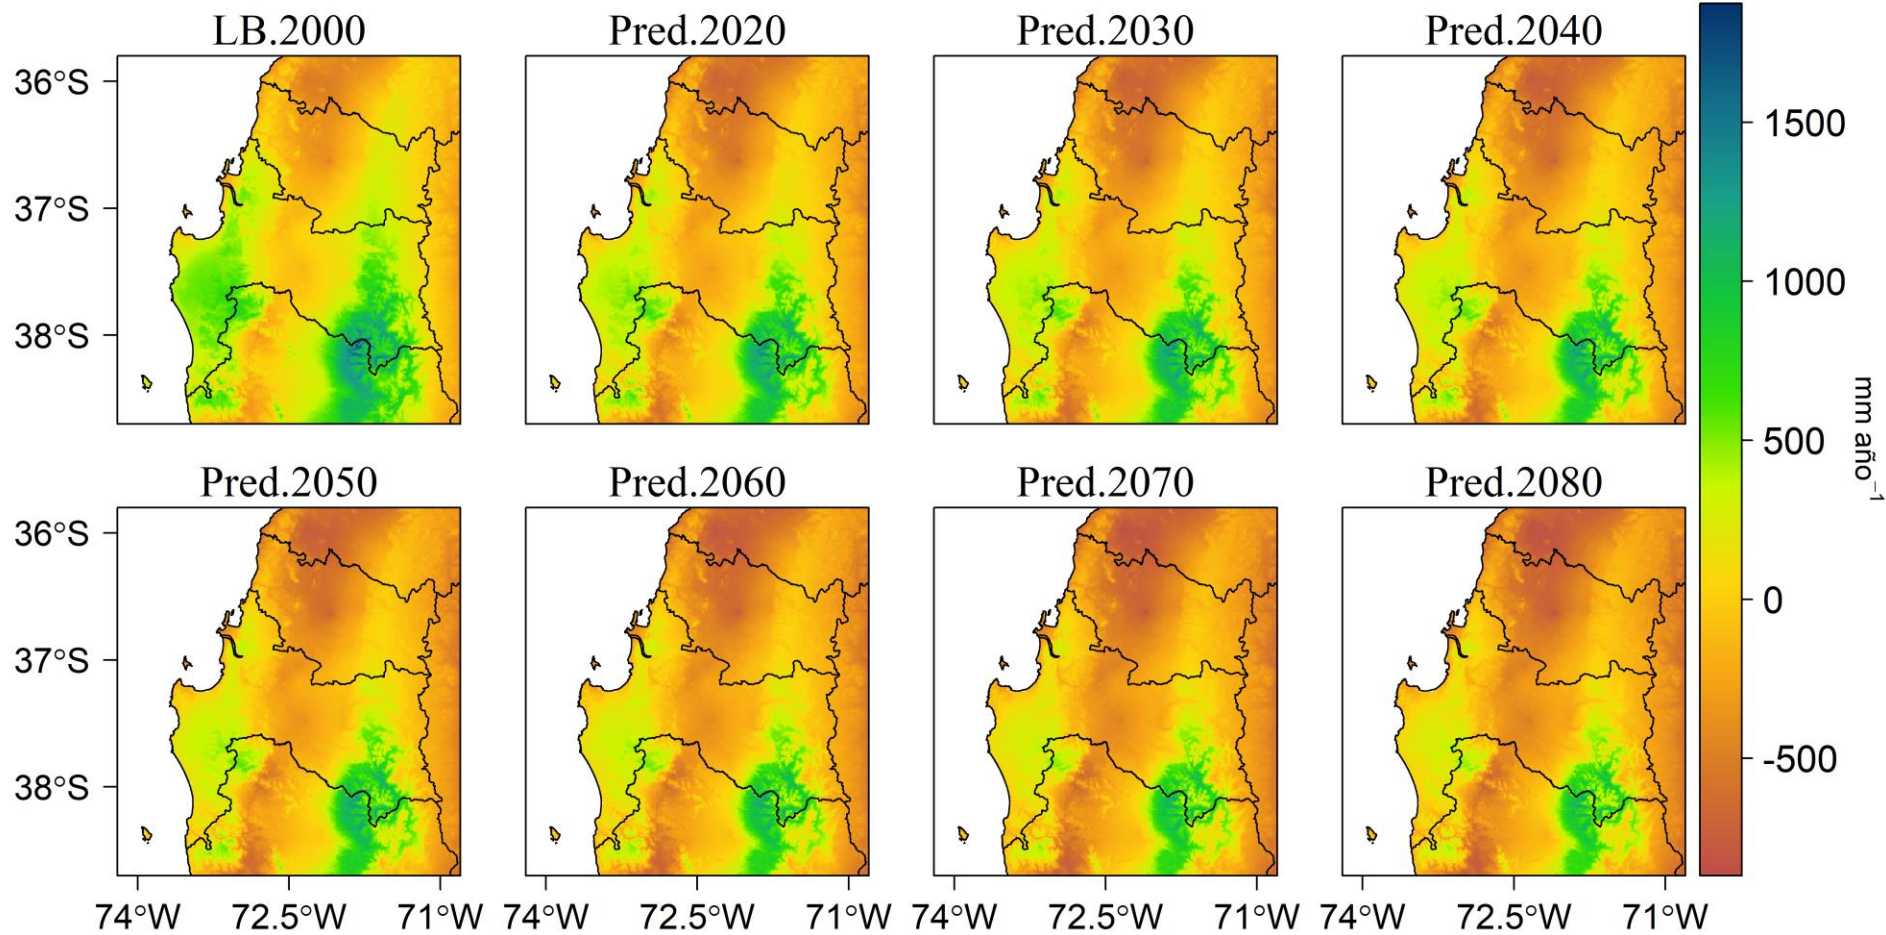 LB.2000 Pred.2020 Pred.2030 Pred.2040
36°S
37°S
38°S
Pred.2050 Pred.2060 Pred.2070 Pred.2080
36°S
37°S
38°S
74°W 72.5°W 71°W 74°W 72.5°W 71°W 74°W 72.5°W 71°W 74°W 72.5°W 71°W
1500
1000
500
0
-500
mm año⁻¹